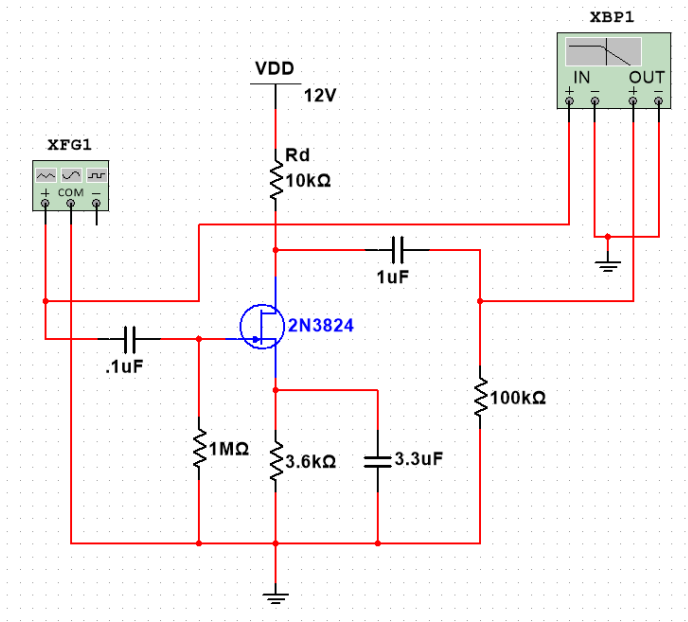 XBP1
IN OUT
+ − + −
VDD
12V
XFG1
+ COM −
Rd
10kΩ
1uF
2N3824
.1uF
100kΩ
1MΩ
3.6kΩ
3.3uF